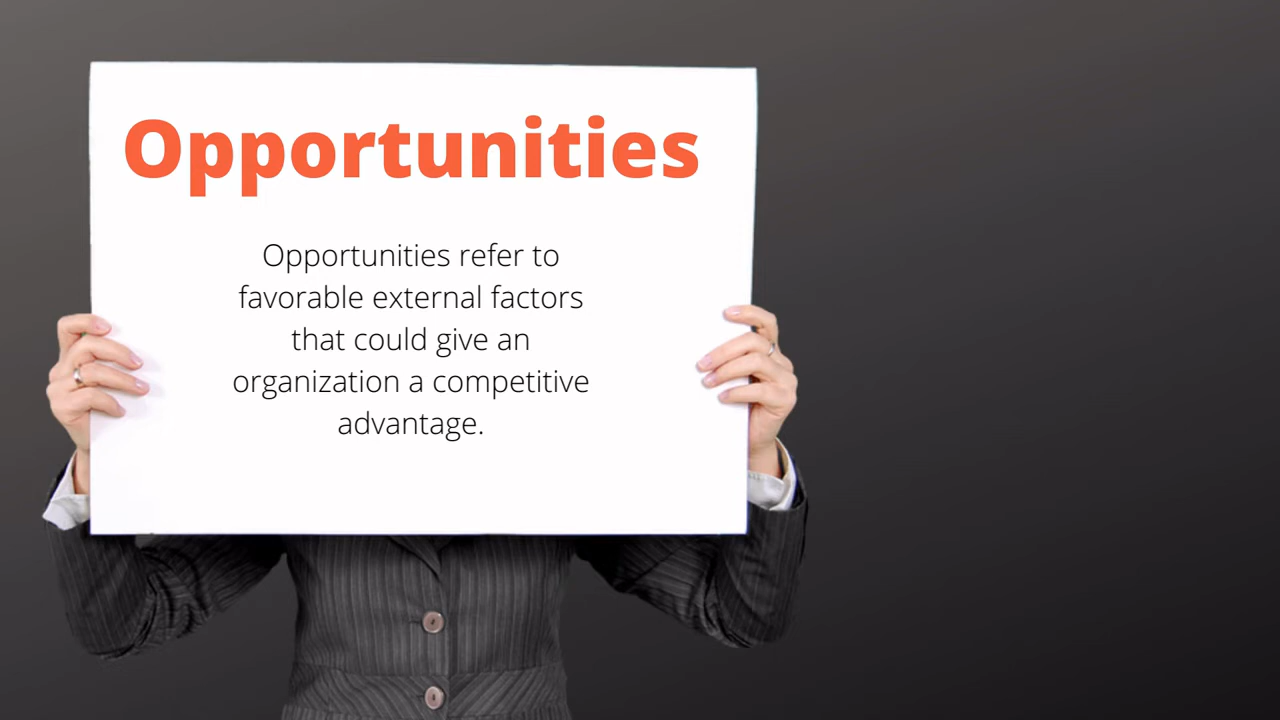 Opportunities
Opportunities refer to
favorable external factors
that could give an
organization a competitive
advantage.